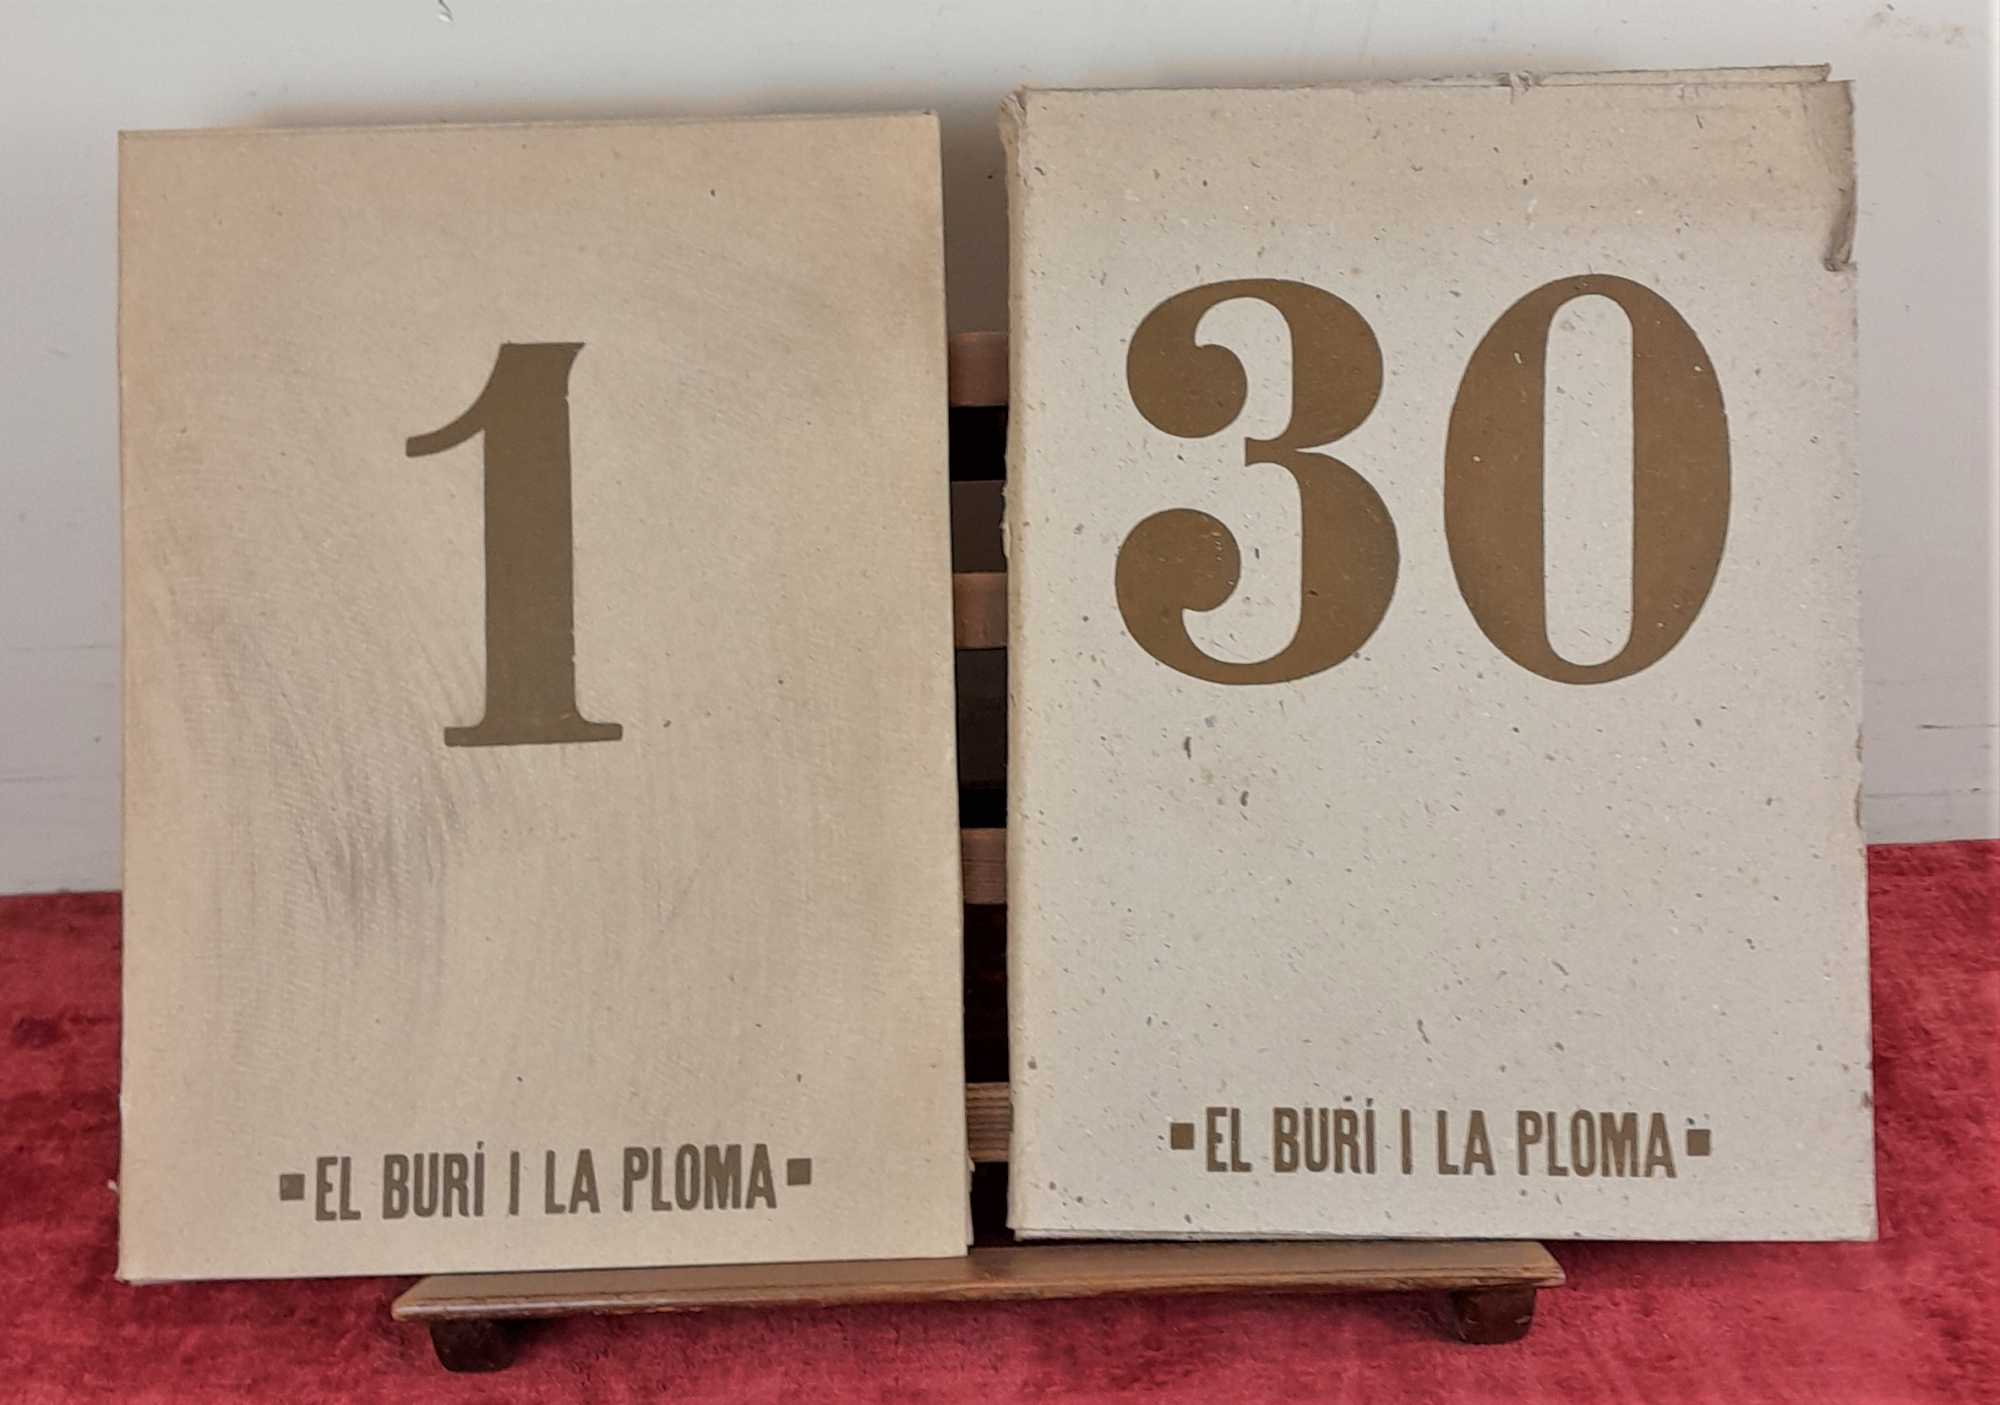 1
▪EL BURÍ I LA PLOMA▪
30
▪EL BURÍ I LA PLOMA▪